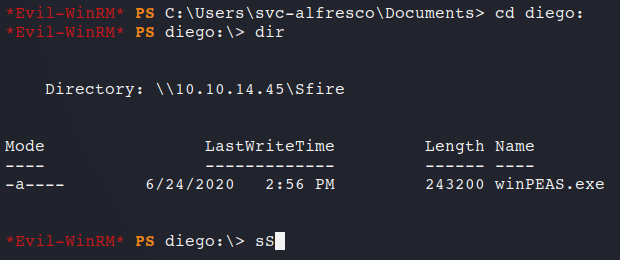 *Evil-WinRM* PS C:\Users\svc-alfresco\Documents> cd diego:
*Evil-WinRM* PS diego:\> dir
Directory: \\10.10.14.45\Sfire
Mode LastWriteTime Length Name
---- ------------- ------ ----
-a---- 6/24/2020 2:56 PM 243200 winPEAS.exe
*Evil-WinRM* PS diego:\> sS